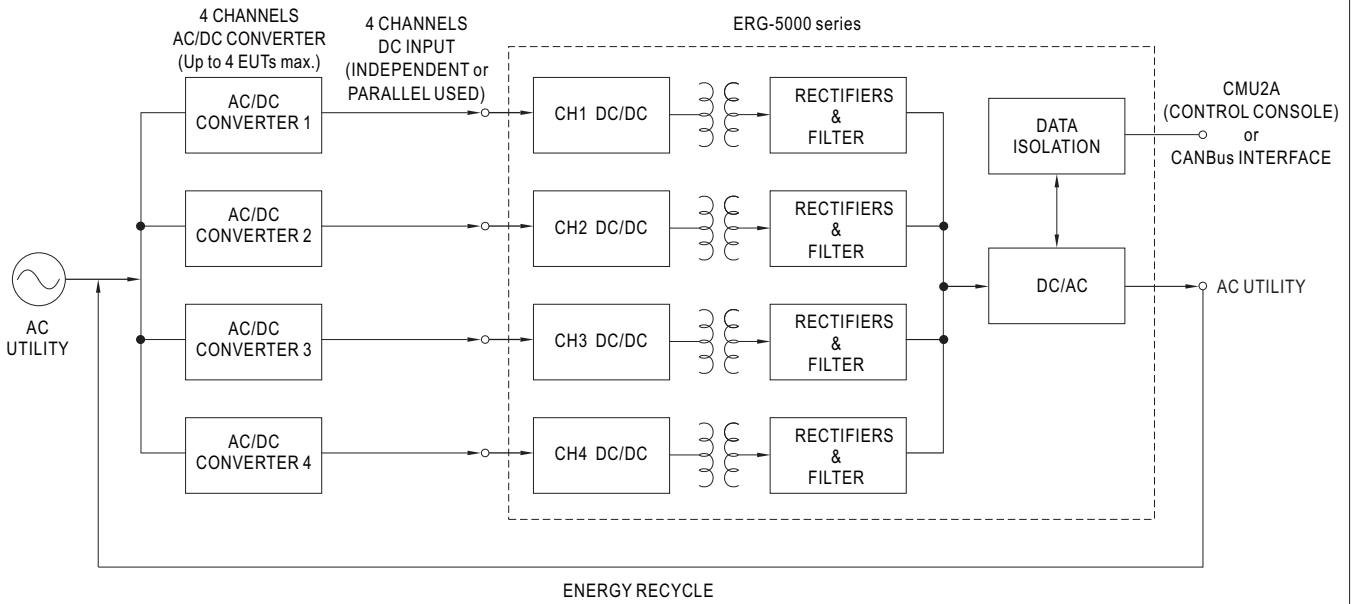 4 CHANNELS
AC/DC CONVERTER
(Up to 4 EUTs max.)
4 CHANNELS
DC INPUT
(INDEPENDENT or
PARALLEL USED)
ERG-5000 series
AC/DC
CONVERTER 1
CH1 DC/DC
RECTIFIERS
&
FILTER
DATA
ISOLATION
CMU2A
(CONTROL CONSOLE)
or
CANBus INTERFACE
AC/DC
CONVERTER 2
CH2 DC/DC
RECTIFIERS
&
FILTER
AC
UTILITY
DC/AC
AC UTILITY
AC/DC
CONVERTER 3
CH3 DC/DC
RECTIFIERS
&
FILTER
AC/DC
CONVERTER 4
CH4 DC/DC
RECTIFIERS
&
FILTER
ENERGY RECYCLE